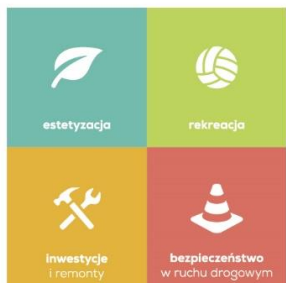 estetyzacja
rekreacja
inwestycje
i remonty
bezpieczeństwo
w ruchu drogowym